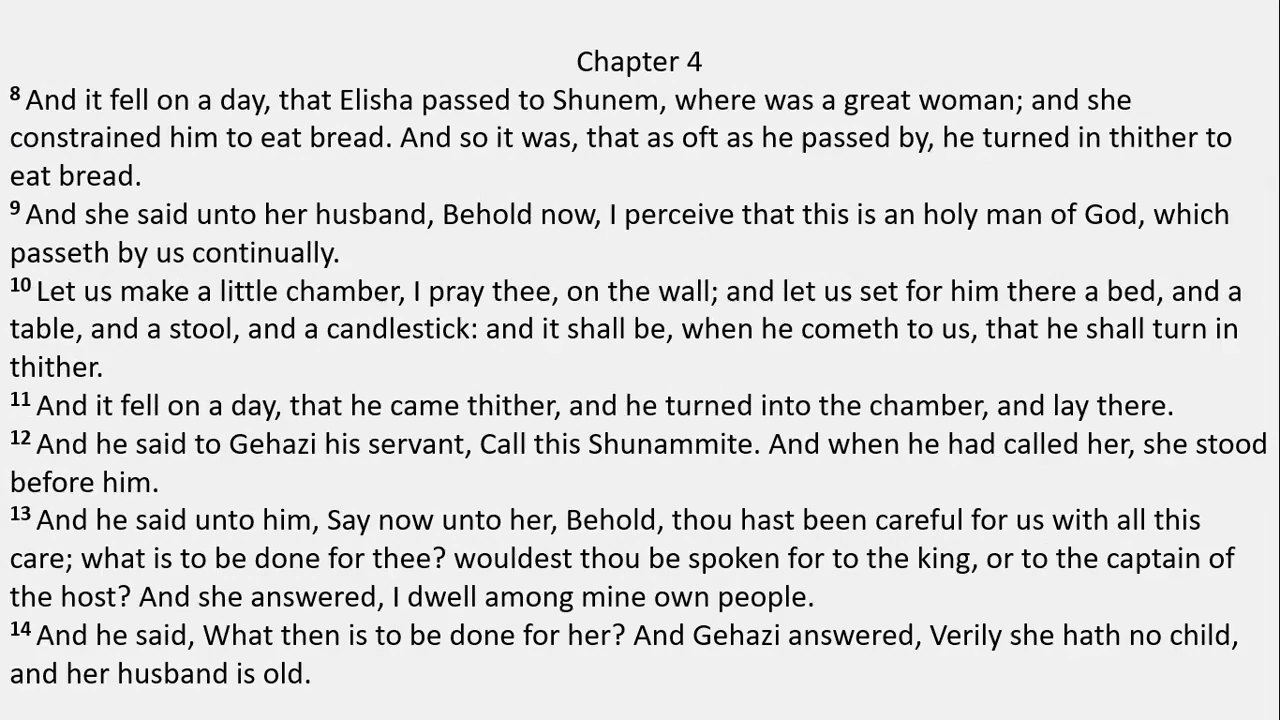 Chapter 4
8 And it fell on a day, that Elisha passed to Shunem, where was a great woman; and she
constrained him to eat bread. And so it was, that as oft as he passed by, he turned in thither to
eat bread.
9 And she said unto her husband, Behold now, I perceive that this is an holy man of God, which
passeth by us continually.
10 Let us make a little chamber, I pray thee, on the wall; and let us set for him there a bed, and a
table, and a stool, and a candlestick: and it shall be, when he cometh to us, that he shall turn in
thither.
11 And it fell on a day, that he came thither, and he turned into the chamber, and lay there.
12 And he said to Gehazi his servant, Call this Shunammite. And when he had called her, she stood
before him.
13 And he said unto him, Say now unto her, Behold, thou hast been careful for us with all this
care; what is to be done for thee? wouldest thou be spoken for to the king, or to the captain of
the host? And she answered, I dwell among mine own people.
14 And he said, What then is to be done for her? And Gehazi answered, Verily she hath no child,
and her husband is old.